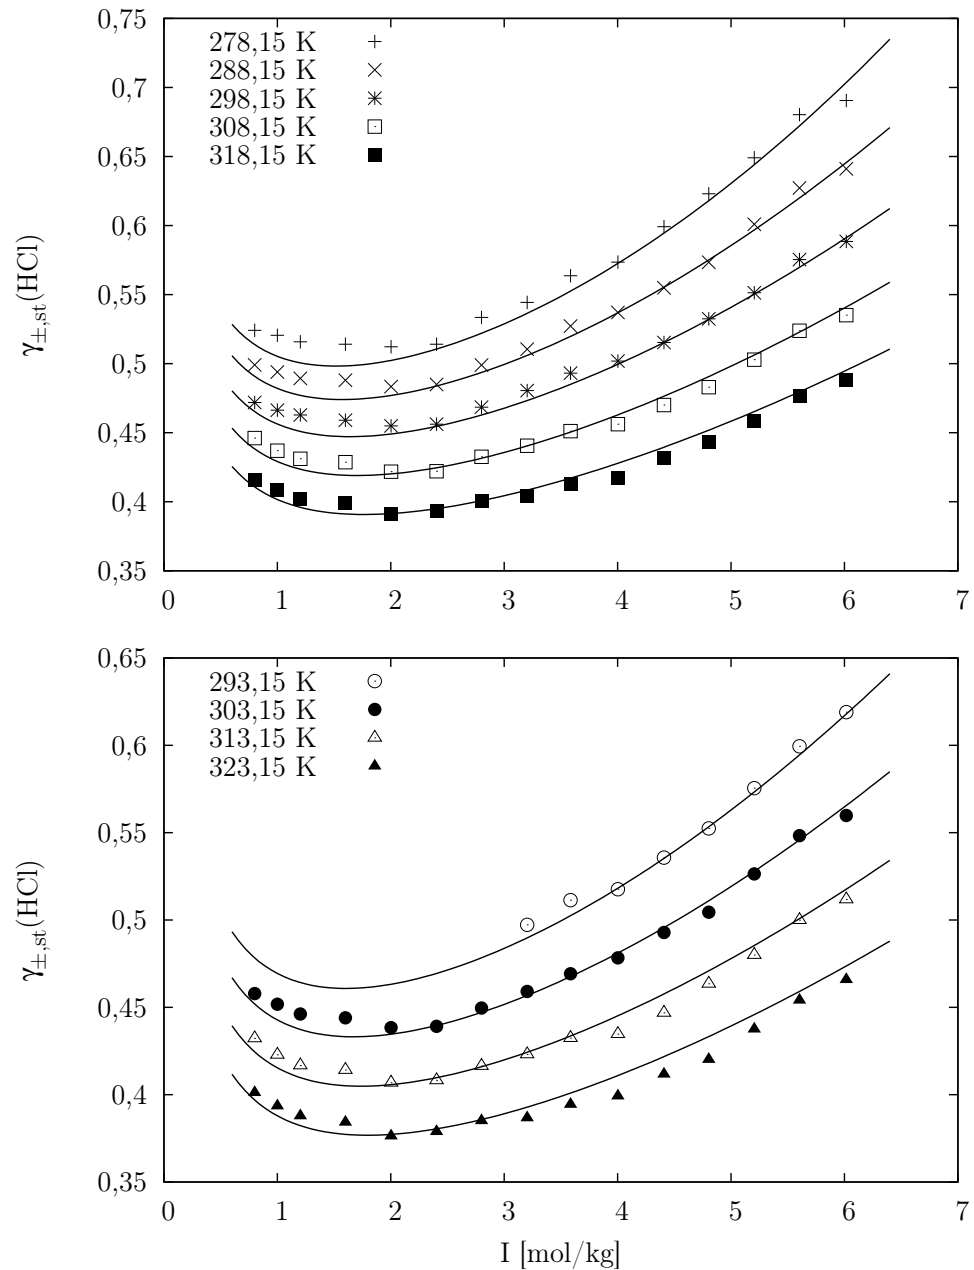 0,75
0,7
0,65
0,6
0,55
0,5
0,45
0,4
0,35
γ±,st(HCl)
278,15 K
288,15 K
298,15 K
308,15 K
318,15 K
0 1 2 3 4 5 6 7
0,65
0,6
0,55
0,5
0,45
0,4
0,35
γ±,st(HCl)
293,15 K
303,15 K
313,15 K
323,15 K
0 1 2 3 4 5 6 7
I [mol/kg]